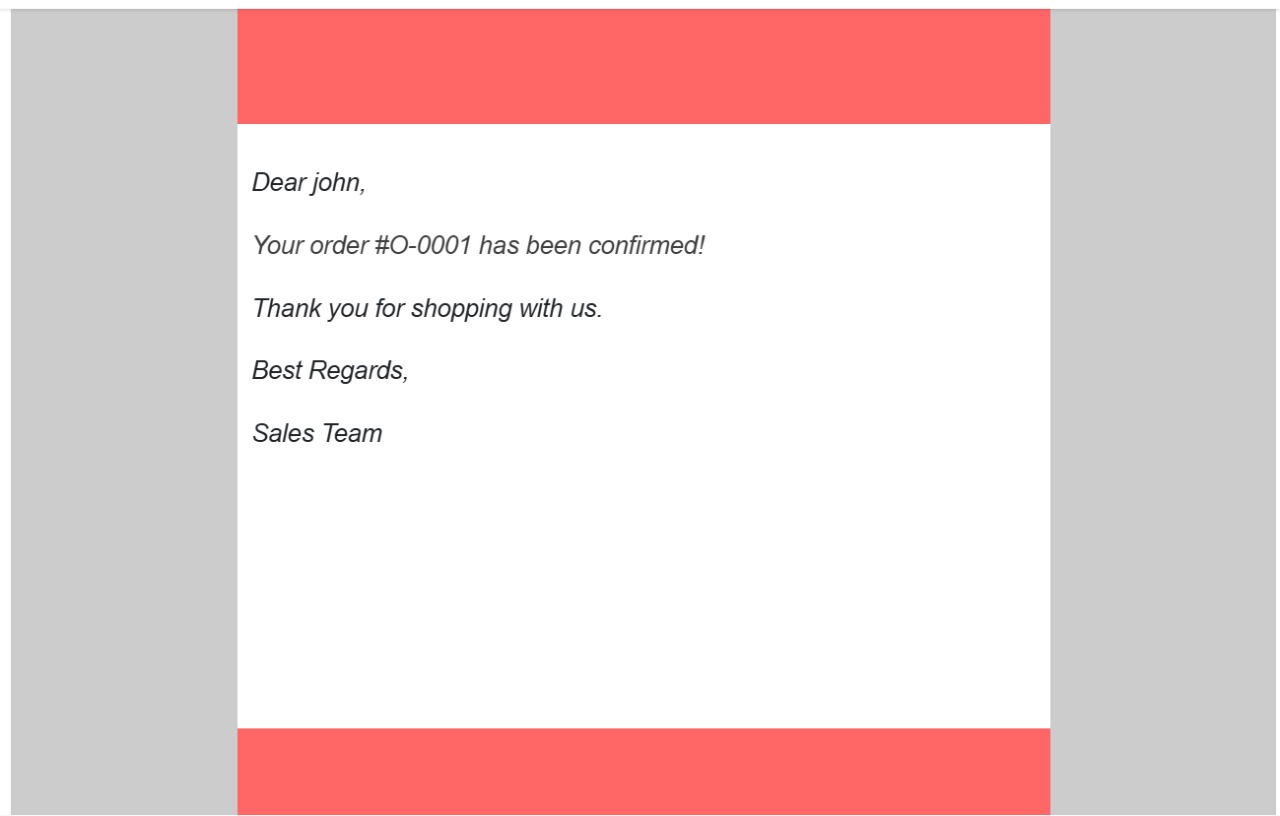 Dear john,
Your order #O-0001 has been confirmed!
Thank you for shopping with us.
Best Regards,
Sales Team